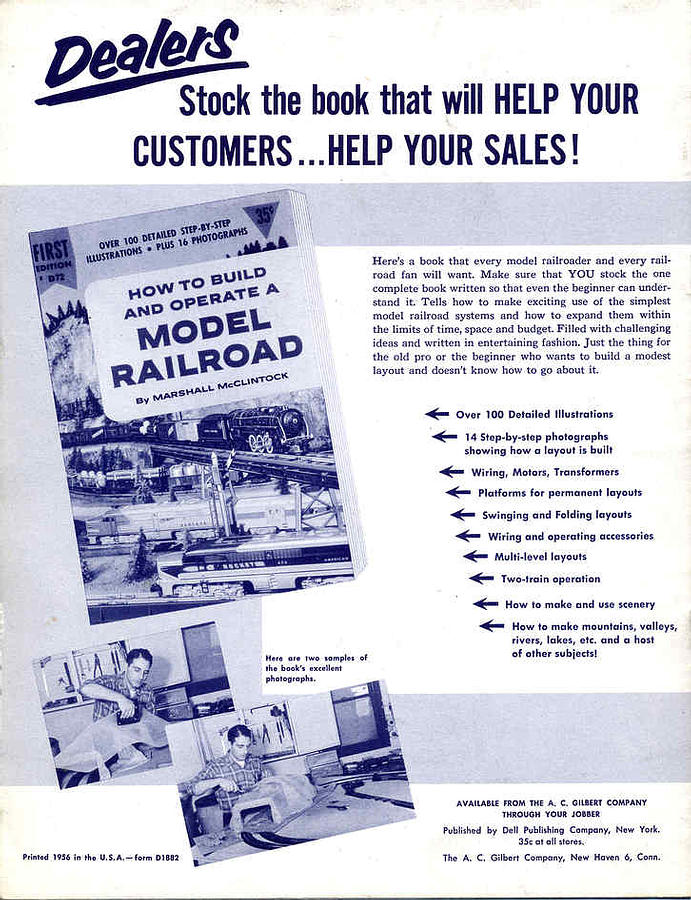 Dealers
Stock the book that will HELP YOUR
CUSTOMERS...HELP YOUR SALES!
FIRST
EDITION
D72
OVER 100 DETAILED STEP-BY-STEP
ILLUSTRATIONS • PLUS 16 PHOTOGRAPHS
35¢
HOW TO BUILD
AND OPERATE A
MODEL
RAILROAD
By MARSHALL McCLINTOCK
ROCKET
AMERICAN
Here's a book that every model railroader and every rail-
road fan will want. Make sure that YOU stock the one
complete book written so that even the beginner can under-
stand it. Tells how to make exciting use of the simplest
model railroad systems and how to expand them within
the limits of time, space and budget. Filled with challenging
ideas and written in entertaining fashion. Just the thing for
the old pro or the beginner who wants to build a modest
layout and doesn't know how to go about it.
Over 100 Detailed Illustrations
14 Step-by-step photographs
showing how a layout is built
Wiring, Motors, Transformers
Platforms for permanent layouts
Swinging and Folding layouts
Wiring and operating accessories
Multi-level layouts
Two-train operation
How to make and use scenery
How to make mountains, valleys,
rivers, lakes, etc. and a host
of other subjects!
Here are two samples of
the book's excellent
photographs.
AVAILABLE FROM THE A. C. GILBERT COMPANY
THROUGH YOUR JOBBER
Published by Dell Publishing Company, New York.
35c at all stores.
The A. C. Gilbert Company, New Haven 6, Conn.
Printed 1956 in the U.S.A.—form D1882